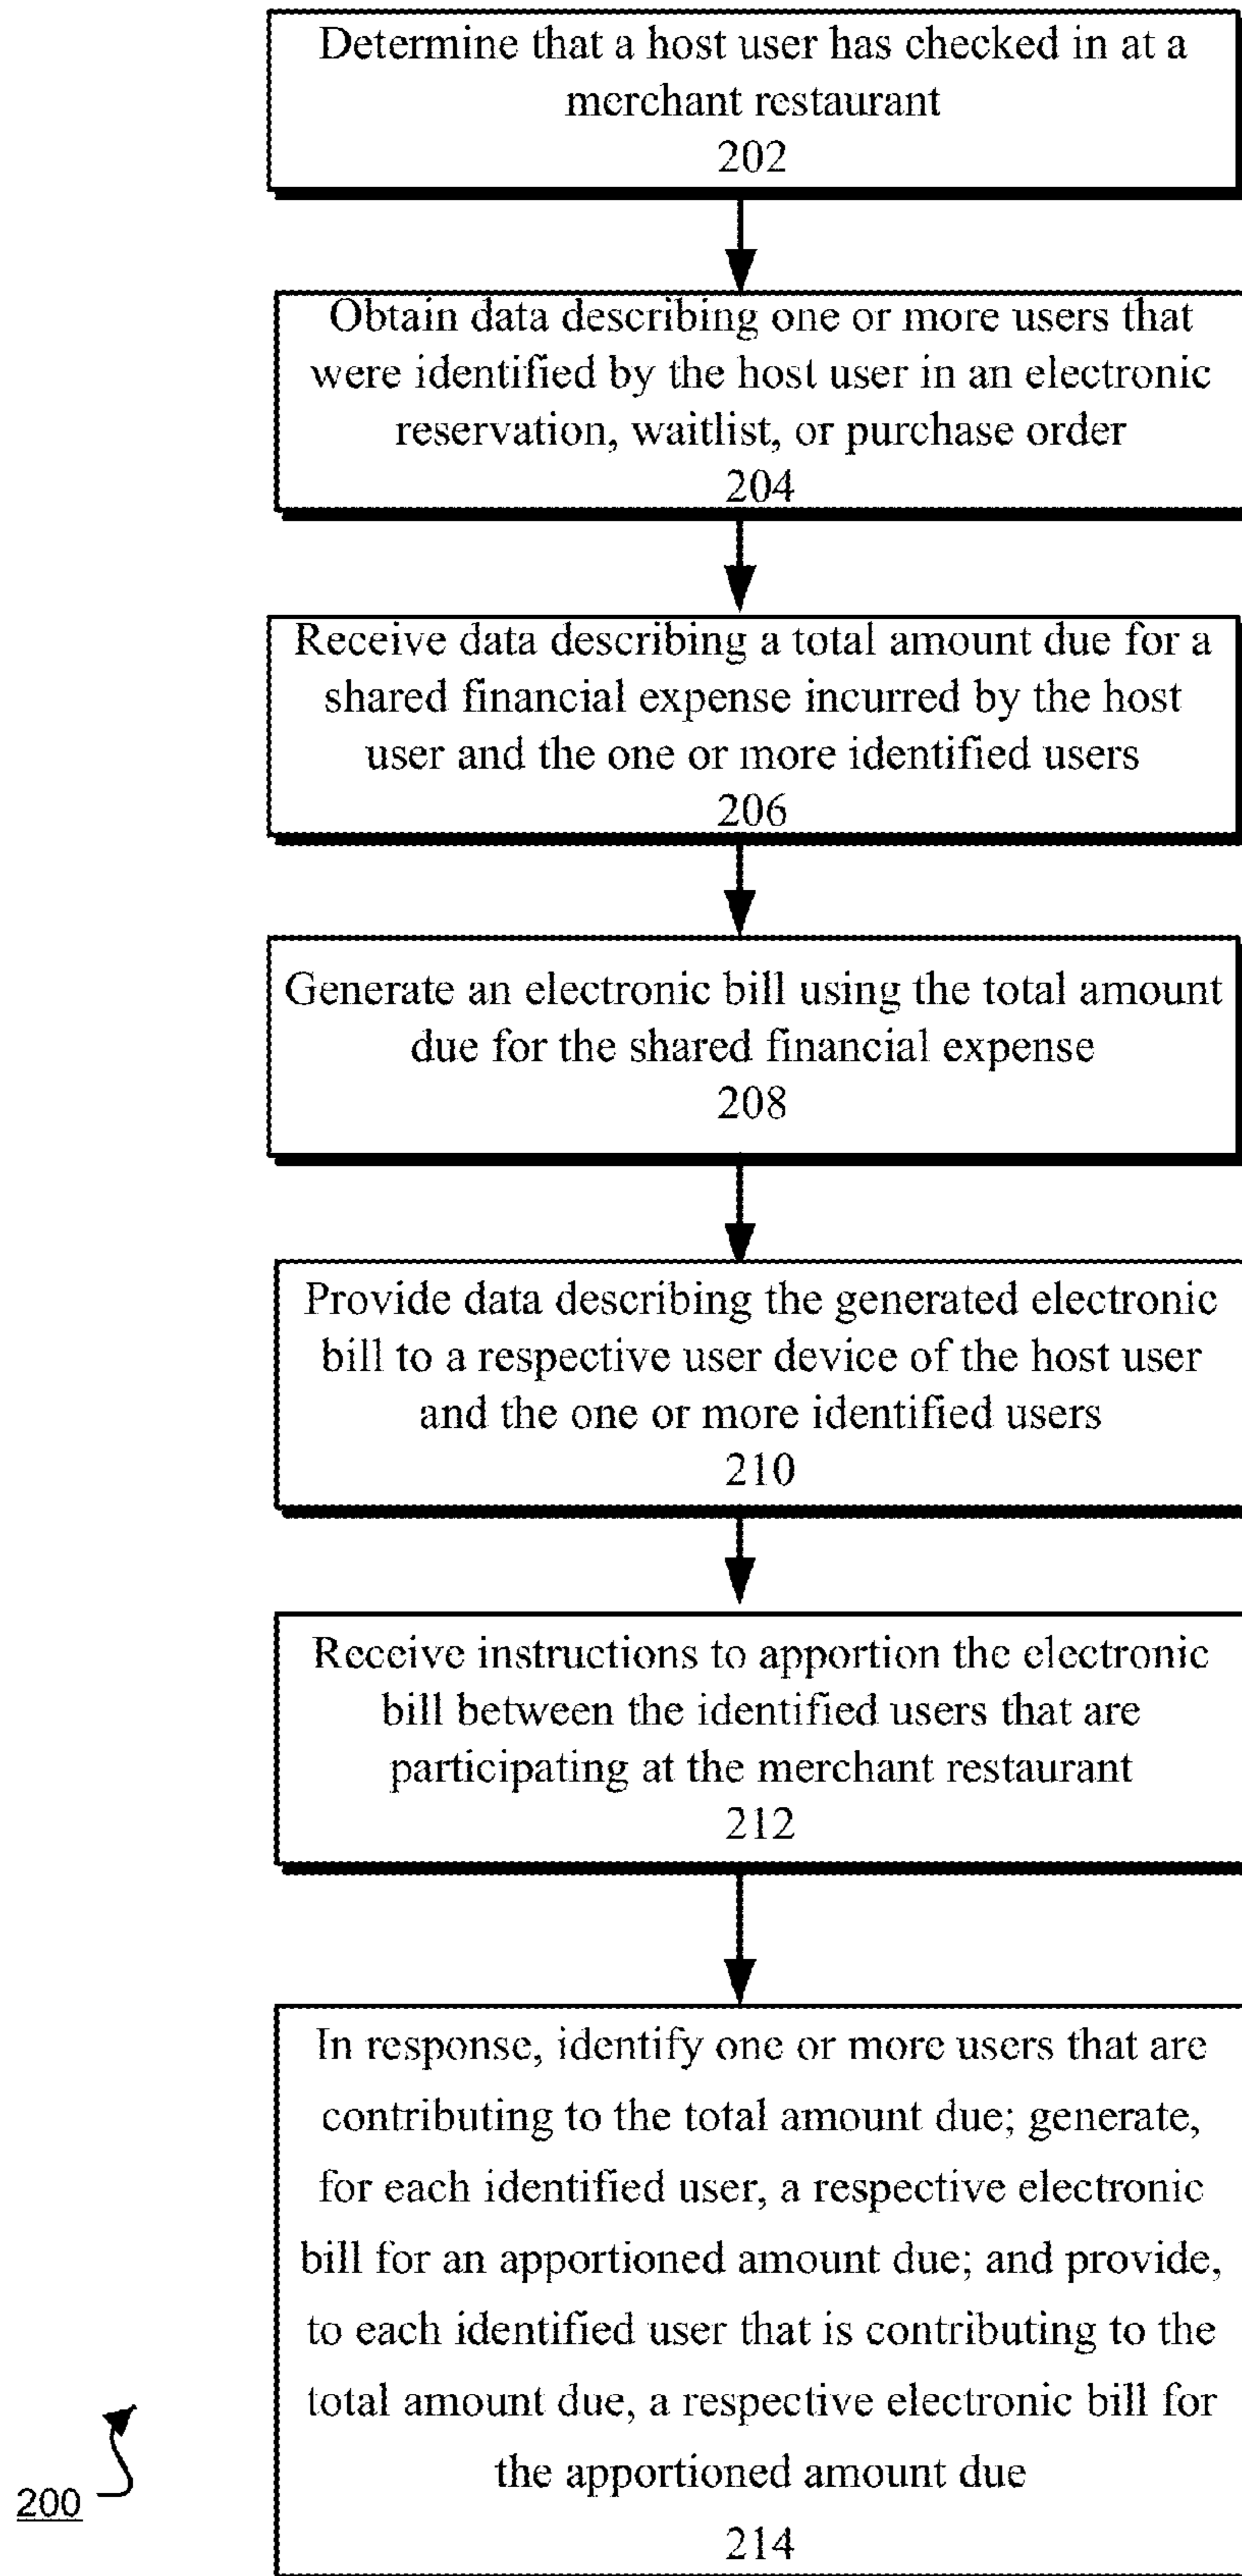 Determine that a host user has checked in at a
merchant restaurant
202
Obtain data describing one or more users that
were identified by the host user in an electronic
reservation, waitlist, or purchase order
204
Receive data describing a total amount due for a
shared financial expense incurred by the host
user and the one or more identified users
206
Generate an electronic bill using the total amount
due for the shared financial expense
208
Provide data describing the generated electronic
bill to a respective user device of the host user
and the one or more identified users
210
Receive instructions to apportion the electronic
bill between the identified users that are
participating at the merchant restaurant
212
In response, identify one or more users that are
contributing to the total amount due; generate,
for each identified user, a respective electronic
bill for an apportioned amount due; and provide,
to each identified user that is contributing to the
total amount due, a respective electronic bill for
the apportioned amount due
214
200